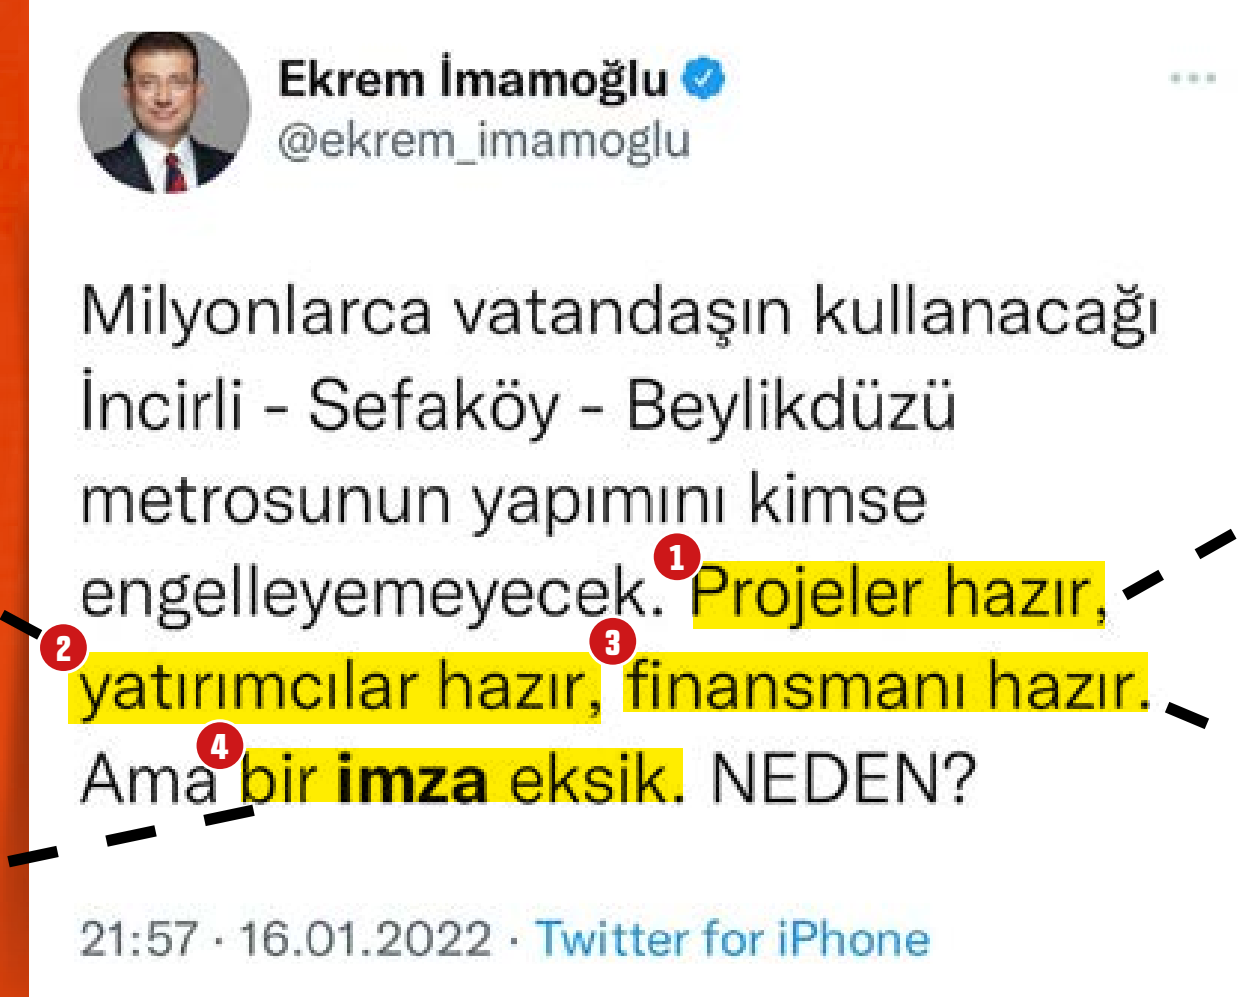 Ekrem İmamoğlu
@ekrem_imamoglu
Milyonlarca vatandaşın kullanacağı
İncirli - Sefaköy - Beylikdüzü
metrosunun yapımını kimse
engelleyemeyecek. 1 Projeler hazır,
2 yatırımcılar hazır, 3 finansmanı hazır.
Ama 4 bir imza eksik. NEDEN?
21:57 · 16.01.2022 · Twitter for iPhone